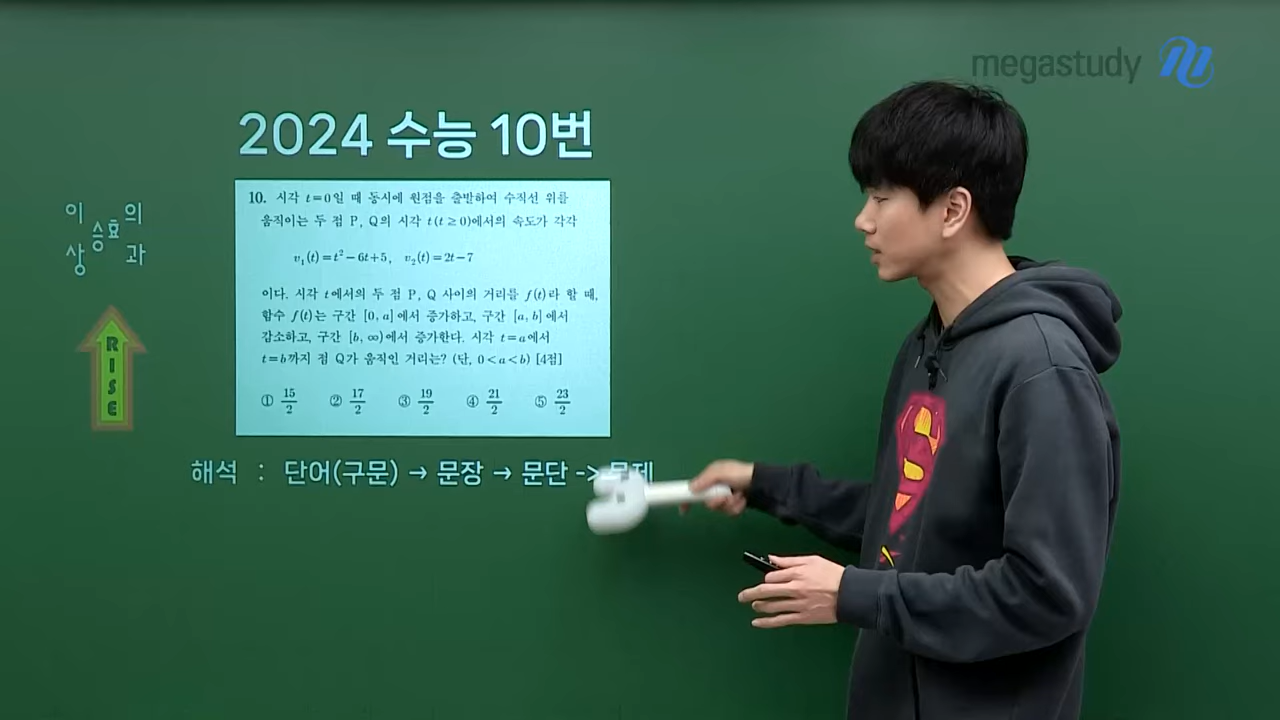 megastudy
2024 수능 10번
이 승효의
상 과
RISE
10. 시각 t=0일 때 동시에 원점을 출발하여 수직선 위를
움직이는 두 점 P, Q의 시각 t(t≥0)에서의 속도가 각각
v₁(t)=t²-6t+5, v₂(t)=2t-7
이다. 시각 t에서의 두 점 P, Q 사이의 거리를 f(t)라 할 때,
함수 f(t)는 구간 [0, a]에서 증가하고, 구간 [a, b]에서
감소하고, 구간 [b, ∞)에서 증가한다. 시각 t=a에서
t=b까지 점 Q가 움직인 거리는? (단, 0<a<b) [4점]
① 15/2 ② 17/2 ③ 19/2 ④ 21/2 ⑤ 23/2
해석 : 단어(구문) → 문장 → 문단 -> 문제